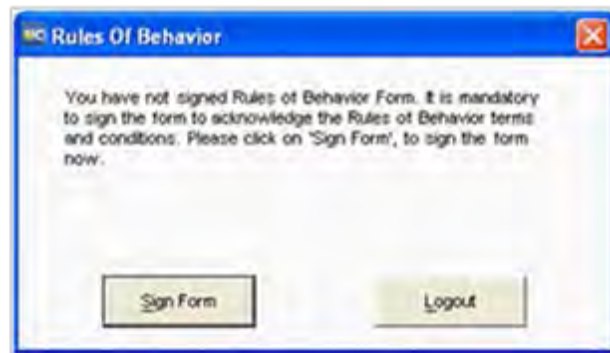 Rules Of Behavior
You have not signed Rules of Behavior Form. It is mandatory
to sign the form to acknowledge the Rules of Behavior terms
and conditions. Please click on 'Sign Form', to sign the form
now.
Sign Form Logout